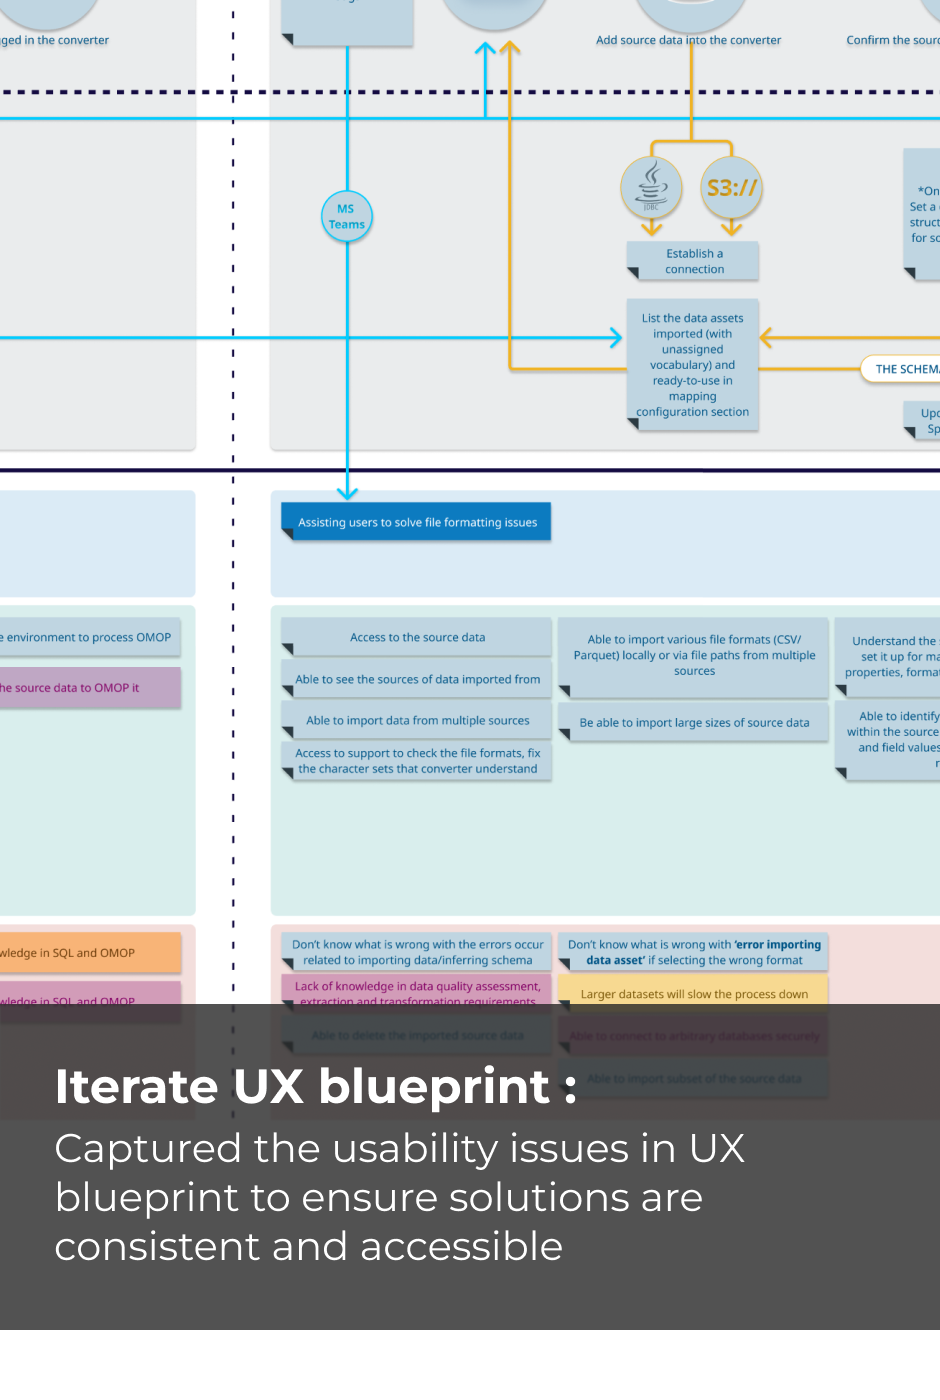 ged in the converter
Add source data into the converter
Confirm the sourc
MS
Teams
JDBC
S3://
Establish a
connection
*On
Set a
struct
for sc
List the data assets
imported (with
unassigned
vocabulary) and
ready-to-use in
mapping
configuration section
THE SCHEMA
Upd
Sp
Assisting users to solve file formatting issues
e environment to process OMOP
he source data to OMOP it
Access to the source data
Able to see the sources of data imported from
Able to import data from multiple sources
Access to support to check the file formats, fix
the character sets that converter understand
Able to import various file formats (CSV/
Parquet) locally or via file paths from multiple
sources
Be able to import large sizes of source data
Understand the
set it up for ma
properties, format
Able to identify
within the source
and field values
r
wledge in SQL and OMOP
wledge in SQL and OMOP
Don't know what is wrong with the errors occur
related to importing data/inferring schema
Lack of knowledge in data quality assessment,
extraction and transformation requirements
Able to delete the imported source data
Don't know what is wrong with 'error importing
data asset' if selecting the wrong format
Larger datasets will slow the process down
Able to connect to arbitrary databases securely
Able to import subset of the source data
Iterate UX blueprint :
Captured the usability issues in UX
blueprint to ensure solutions are
consistent and accessible